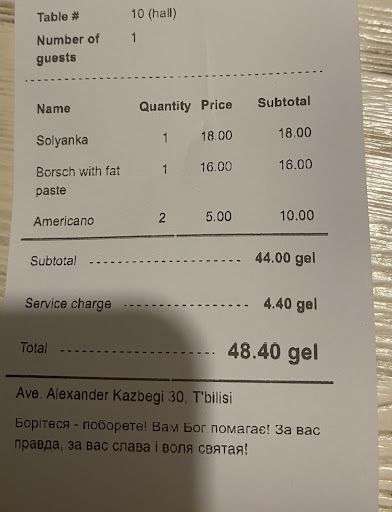 Table # 10 (hall)
Number of 1
guests
Name Quantity Price Subtotal
Solyanka 1 18.00 18.00
Borsch with fat 1 16.00 16.00
paste
Americano 2 5.00 10.00
Subtotal 44.00 gel
Service charge 4.40 gel
Total 48.40 gel
Ave. Alexander Kazbegi 30, T'bilisi
Борітеся - поборете! Вам Бог помагає! За вас
правда, за вас слава і воля святая!